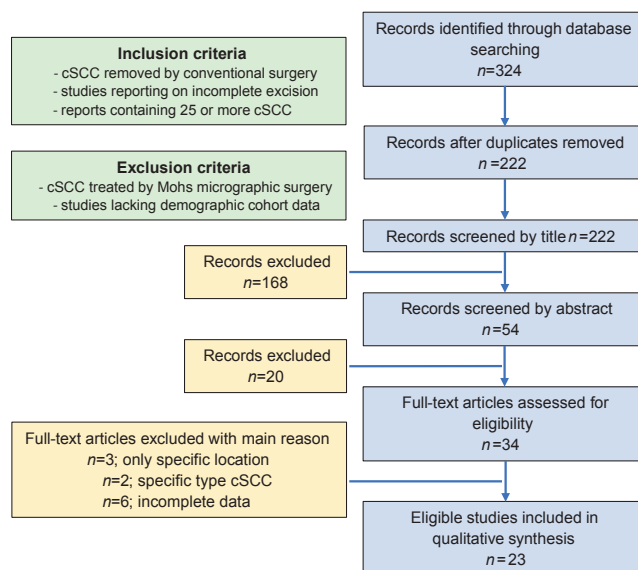 Inclusion criteria
- cSCC removed by conventional surgery
- studies reporting on incomplete excision
- reports containing 25 or more cSCC
Exclusion criteria
- cSCC treated by Mohs micrographic surgery
- studies lacking demographic cohort data
Records identified through database
searching
n=324
Records after duplicates removed
n=222
Records screened by title n=222
Records excluded
n=168
Records screened by abstract
n=54
Records excluded
n=20
Full-text articles assessed for
eligibility
n=34
Full-text articles excluded with main reason
n=3; only specific location
n=2; specific type cSCC
n=6; incomplete data
Eligible studies included in
qualitative synthesis
n=23